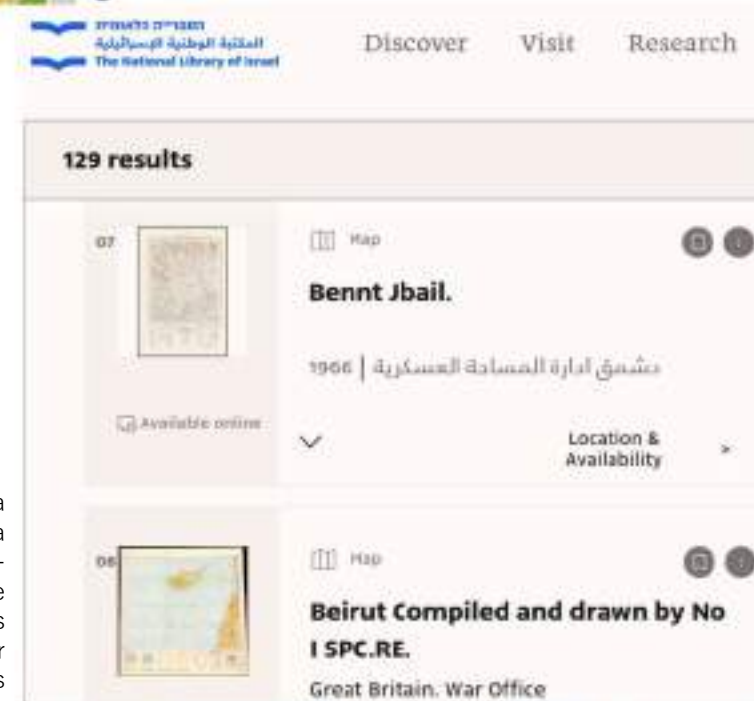 הספרייה הלאומית
المكتبة الوطنية الإسرائيلية
The National Library of Israel
Discover Visit Research
129 results
07
Map
Bennt Jbail.
دمشق ادارة المساحة العسكرية | 1966
Available online
Location &
Availability
>
08
Map
Beirut Compiled and drawn by No
I SPC.RE.
Great Britain. War Office
a
a
-
e
s
r
s